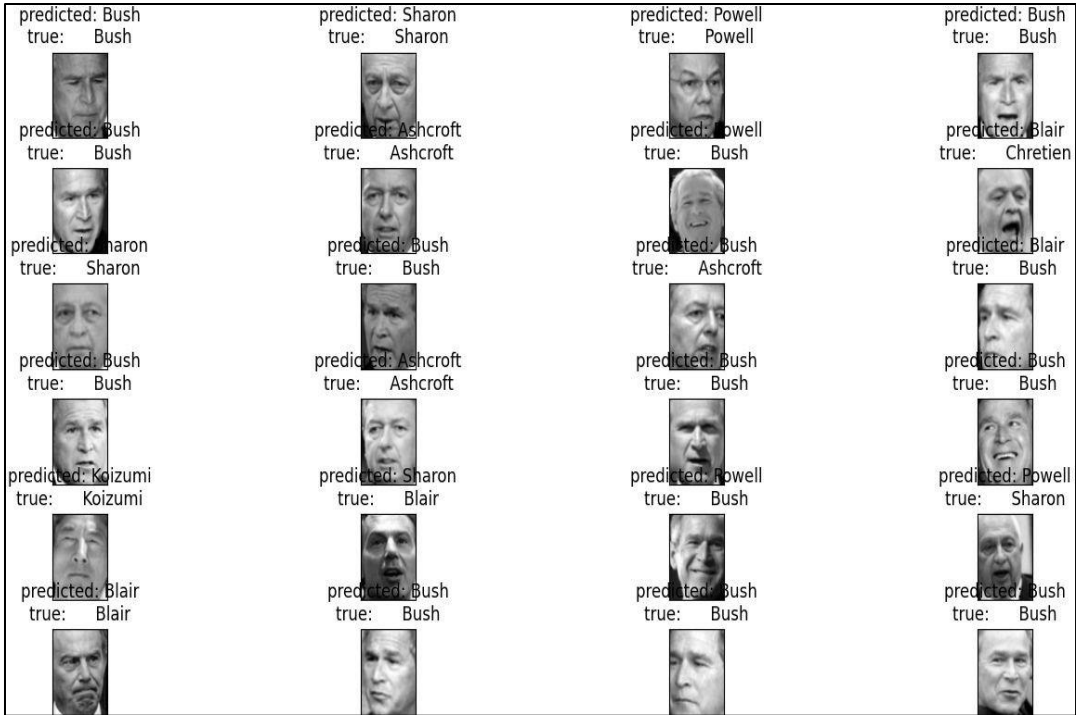 predicted: Bush
true: Bush
predicted: Sharon
true: Sharon
predicted: Powell
true: Powell
predicted: Bush
true: Bush
predicted: Bush
true: Bush
predicted: Ashcroft
true: Ashcroft
predicted: Powell
true: Bush
predicted: Blair
true: Chretien
predicted: Sharon
true: Sharon
predicted: Bush
true: Bush
predicted: Bush
true: Ashcroft
predicted: Blair
true: Bush
predicted: Bush
true: Bush
predicted: Ashcroft
true: Ashcroft
predicted: Bush
true: Bush
predicted: Bush
true: Bush
predicted: Koizumi
true: Koizumi
predicted: Sharon
true: Blair
predicted: Powell
true: Bush
predicted: Powell
true: Sharon
predicted: Blair
true: Blair
predicted: Bush
true: Bush
predicted: Bush
true: Bush
predicted: Bush
true: Bush